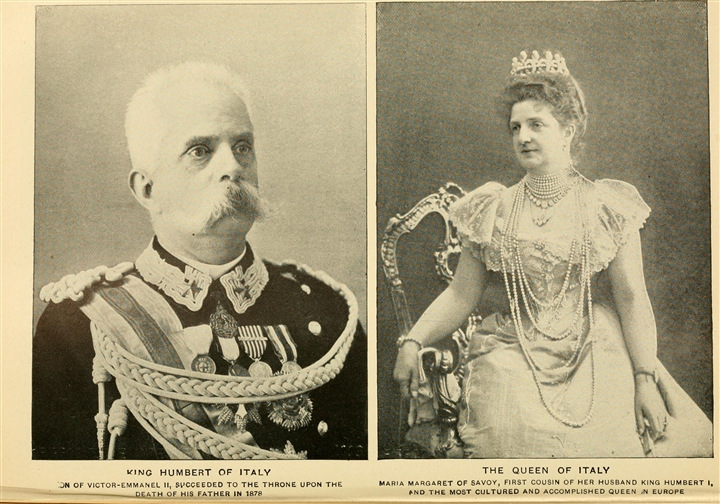 KING HUMBERT OF ITALY
ON OF VICTOR-EMMANEL II, SUCCEEDED TO THE THRONE UPON THE
DEATH OF HIS FATHER IN 1878
THE QUEEN OF ITALY
MARIA MARGARET OF SAVOY, FIRST COUSIN OF HER HUSBAND KING HUMBERT I,
AND THE MOST CULTURED AND ACCOMPLISHED QUEEN IN EUROPE